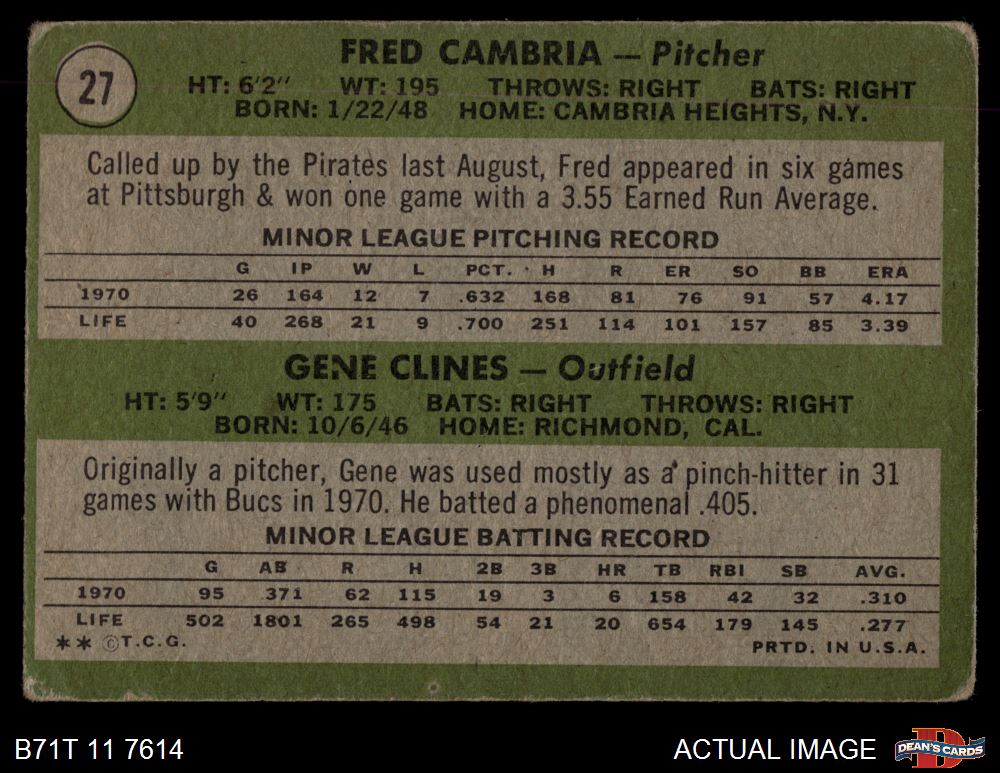 27
FRED CAMBRIA — Pitcher
HT: 6'2" WT: 195 THROWS: RIGHT BATS: RIGHT
BORN: 1/22/48 HOME: CAMBRIA HEIGHTS, N.Y.
Called up by the Pirates last August, Fred appeared in six games
at Pittsburgh & won one game with a 3.55 Earned Run Average.
MINOR LEAGUE PITCHING RECORD
G IP W L PCT. H R ER SO BB ERA
1970 26 164 12 7 .632 168 81 76 91 57 4.17
LIFE 40 268 21 9 .700 251 114 101 157 85 3.39
GENE CLINES — Outfield
HT: 5'9" WT: 175 BATS: RIGHT THROWS: RIGHT
BORN: 10/6/46 HOME: RICHMOND, CAL.
Originally a pitcher, Gene was used mostly as a pinch-hitter in 31
games with Bucs in 1970. He batted a phenomenal .405.
MINOR LEAGUE BATTING RECORD
G AB R H 2B 3B HR TB RBI SB AVG.
1970 95 371 62 115 19 3 6 158 42 32 .310
LIFE 502 1801 265 498 54 21 20 654 179 145 .277
** ©T.C.G. PRTD. IN U.S.A.
B71T 11 7614 ACTUAL IMAGE D DEAN'S CARDS